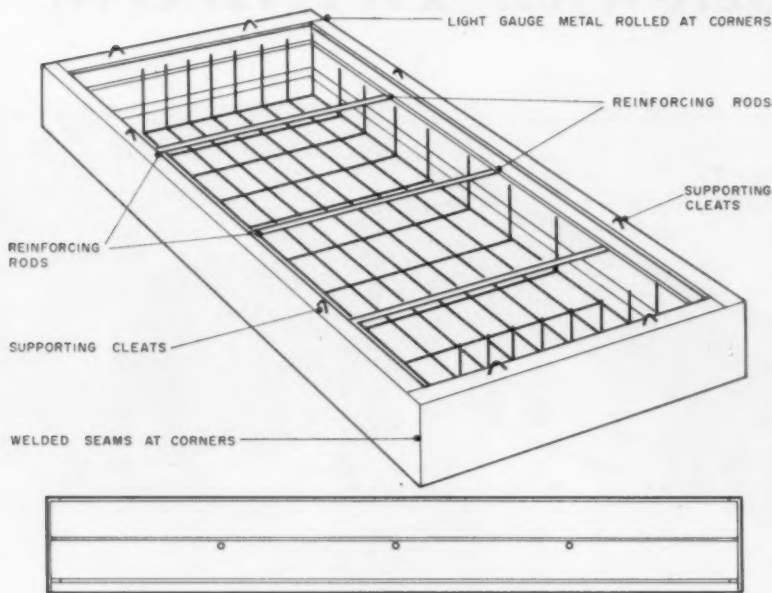 LIGHT GAUGE METAL ROLLED AT CORNERS
REINFORCING RODS
SUPPORTING
CLEATS
REINFORCING
RODS
SUPPORTING CLEATS
WELDED SEAMS AT CORNERS